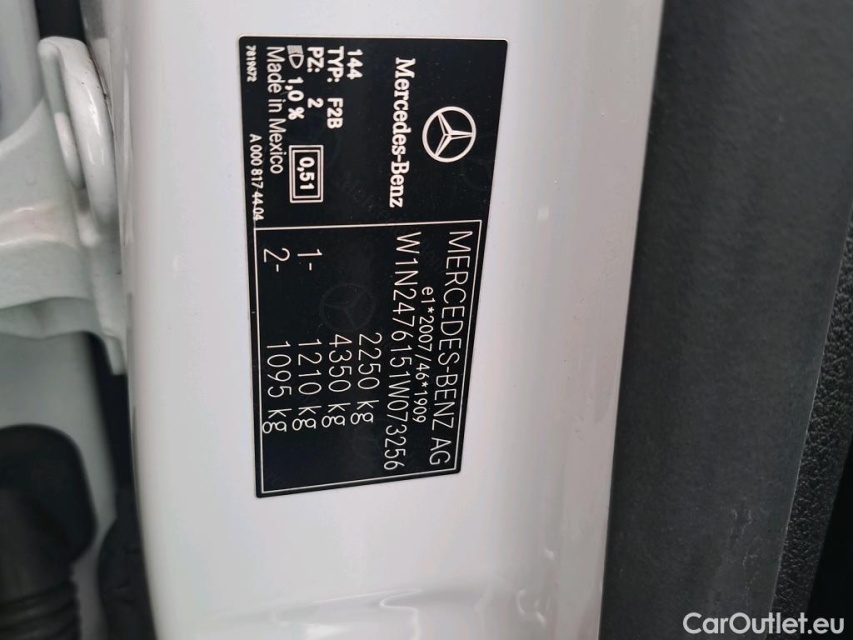 Mercedes-Benz
144
TYP: F2B
PZ: 2
1,0 %
0,51
Made in Mexico
7819672
A 000 817 44 04
MERCEDES-BENZ AG
e1*2007/46*1909
W1N2476151W073256
2250 kg
4350 kg
1- 1210 kg
2- 1095 kg
CarOutlet.eu